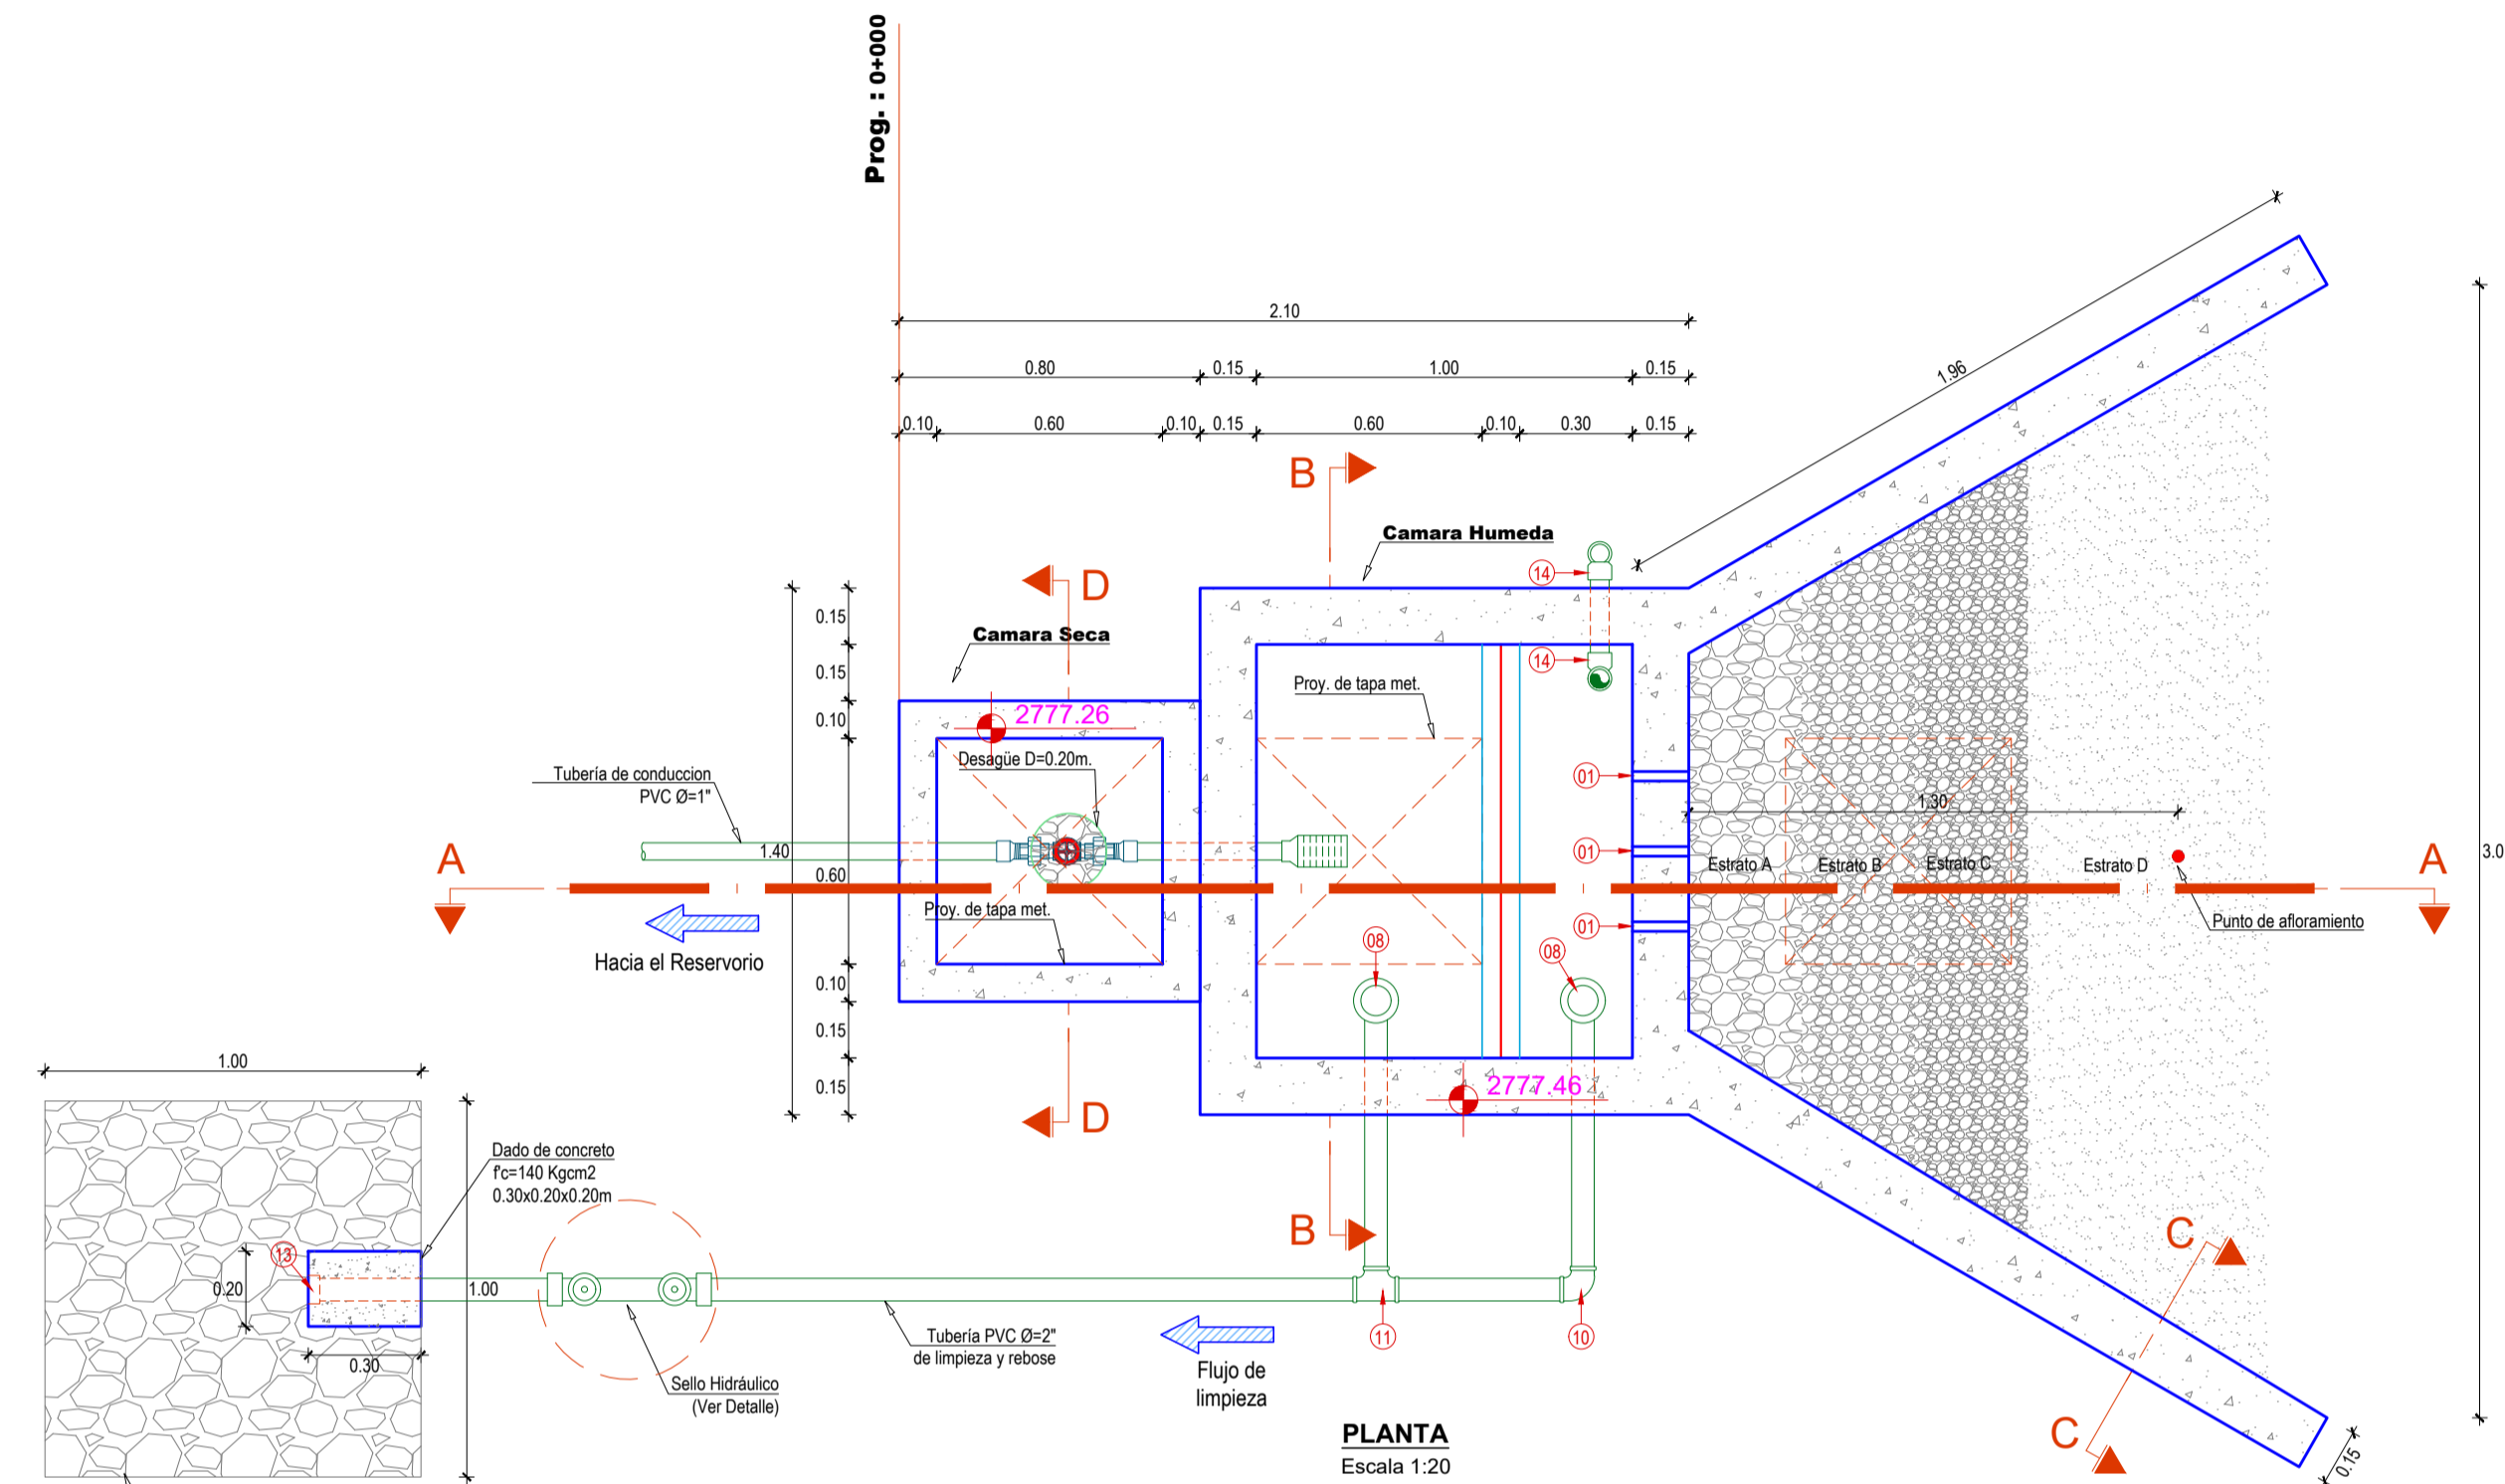 Prog. : 0+000
2.10
0.80 0.15 1.00 0.15
0.10 0.60 0.10 0.15 0.60 0.10 0.30 0.15
1.96
B
Camara Humeda
14
D
0.15
Camara Seca
14
0.15
Proy. de tapa met.
2777.26
0.10
Desagüe D=0.20m.
Tubería de conduccion
PVC Ø=1"
01
1.30
1.40
01
3.0
A
Estrato A Estrato B Estrato C Estrato D
A
0.60
Proy. de tapa met.
01
Punto de afloramiento
Hacia el Reservorio
08
08
0.10
0.15
1.00
0.15
2777.46
D
Dado de concreto
f'c=140 Kgcm2
0.30x0.20x0.20m
B
C
13
0.20
1.00
Tubería PVC Ø=2"
de limpieza y rebose
11
10
0.30
Flujo de
limpieza
Sello Hidráulico
(Ver Detalle)
C
PLANTA
Escala 1:20
0.15